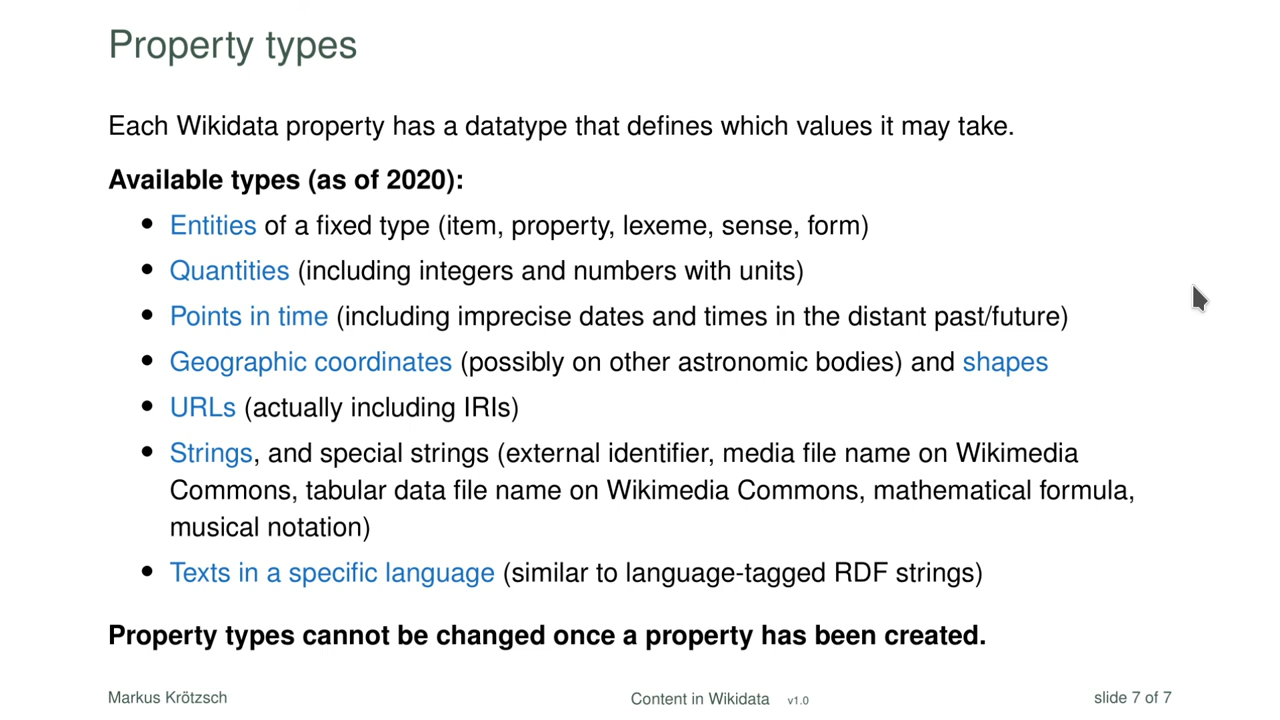 Property types
Each Wikidata property has a datatype that defines which values it may take.
Available types (as of 2020):
• Entities of a fixed type (item, property, lexeme, sense, form)
• Quantities (including integers and numbers with units)
• Points in time (including imprecise dates and times in the distant past/future)
• Geographic coordinates (possibly on other astronomic bodies) and shapes
• URLs (actually including IRIs)
• Strings, and special strings (external identifier, media file name on Wikimedia
Commons, tabular data file name on Wikimedia Commons, mathematical formula,
musical notation)
• Texts in a specific language (similar to language-tagged RDF strings)
Property types cannot be changed once a property has been created.
Markus Krötzsch Content in Wikidata v1.0 slide 7 of 7